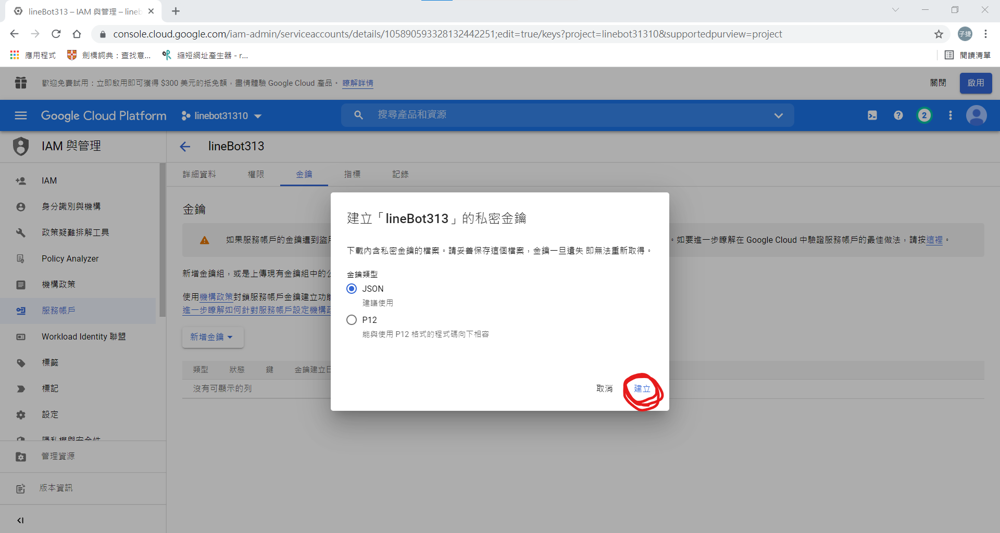 lineBot313 – IAM 與管理 – lineb
console.cloud.google.com/iam-admin/serviceaccounts/details/105890593328132442251;edit=true/keys?project=linebot31310&supportedpurview=project
子捷
應用程式
劍橋詞典：查找意...
縮短網址產生器 - r...
閱讀清單
歡迎免費試用：立即啟用即可獲得 $300 美元的抵免額，盡情體驗 Google Cloud 產品。 瞭解詳情
關閉
啟用
Google Cloud Platform
linebot31310
搜尋產品和資源
2
IAM 與管理
lineBot313
IAM
身分識別與機構
政策疑難排解工具
Policy Analyzer
機構政策
服務帳戶
Workload Identity 聯盟
標籤
標記
設定
隱私權與安全性
管理資源
版本資訊
詳細資料
權限
金鑰
指標
記錄
金鑰
如果服務帳戶的金鑰遭到盜用
。如要進一步瞭解在 Google Cloud 中驗證服務帳戶的最佳做法，請按這裡。
新增金鑰組，或是上傳現有金鑰組中的公
使用機構政策封鎖服務帳戶金鑰建立功能
進一步瞭解如何針對服務帳戶設定機構政
新增金鑰
類型
狀態
鍵
金鑰建立日
沒有可顯示的列
建立「lineBot313」的私密金鑰
下載內含私密金鑰的檔案。請妥善保存這個檔案，金鑰一旦遺失 即無法重新取得。
金鑰類型
JSON
建議使用
P12
能與使用 P12 格式的程式碼向下相容
取消
建立